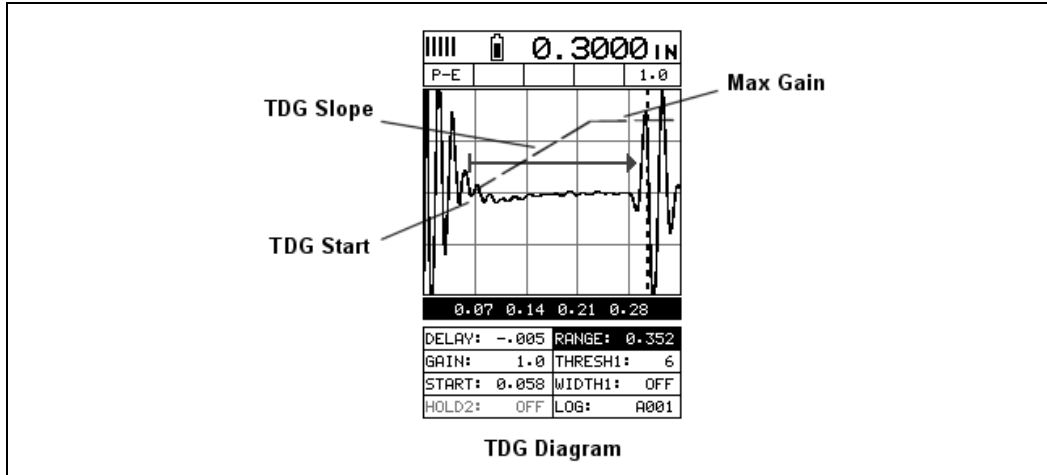 0.3000 IN
P-E 1.0
Max Gain
TDG Slope
TDG Start
0.07 0.14 0.21 0.28
DELAY: -.005 RANGE: 0.352
GAIN: 1.0 THRESH1: 6
START: 0.058 WIDTH1: OFF
HOLD2: OFF LOG: A001
TDG Diagram